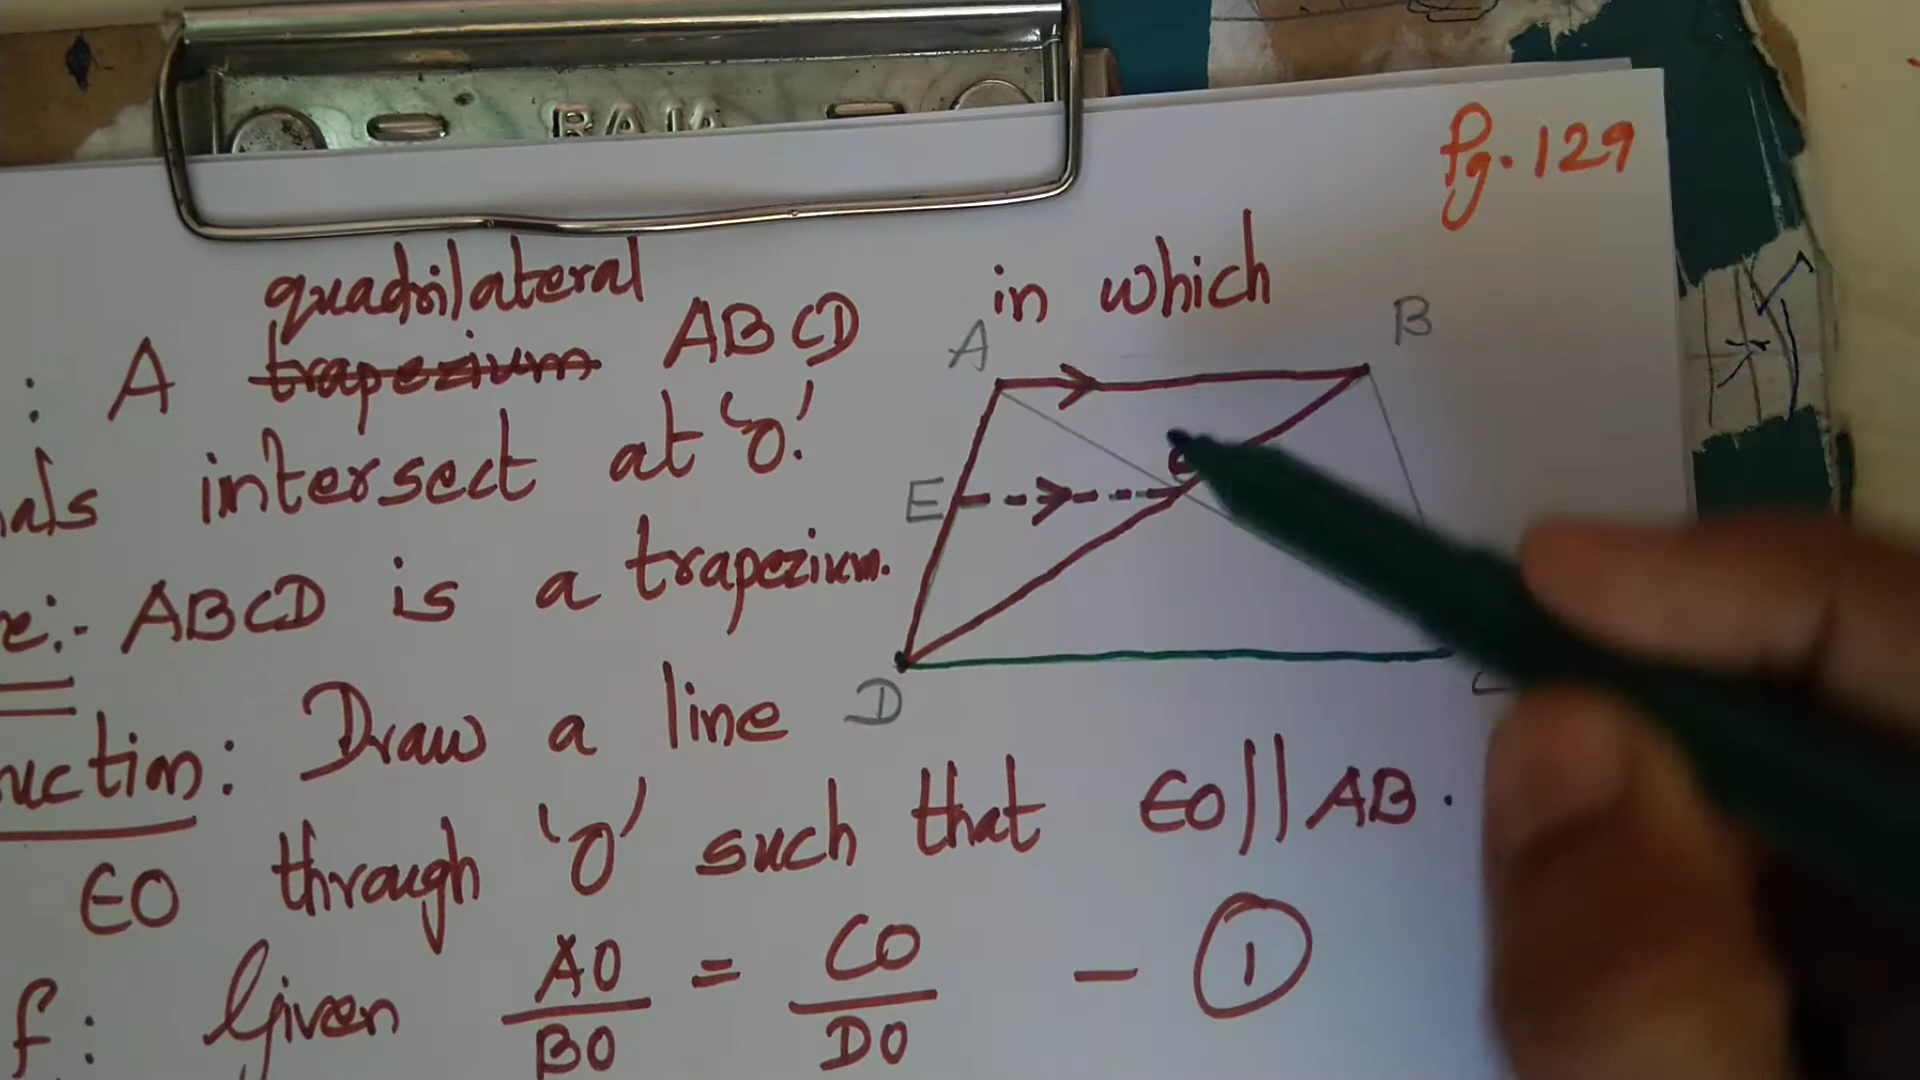 RAJA
Pg. 129
quadrilateral
: A trapezium ABCD in which
intersect at 'O'.
ABCD is a trapezium.
A
B
E
D
uction: Draw a line
EO through 'O' such that EO||AB.
f: Given AO/BO = CO/DO - ①